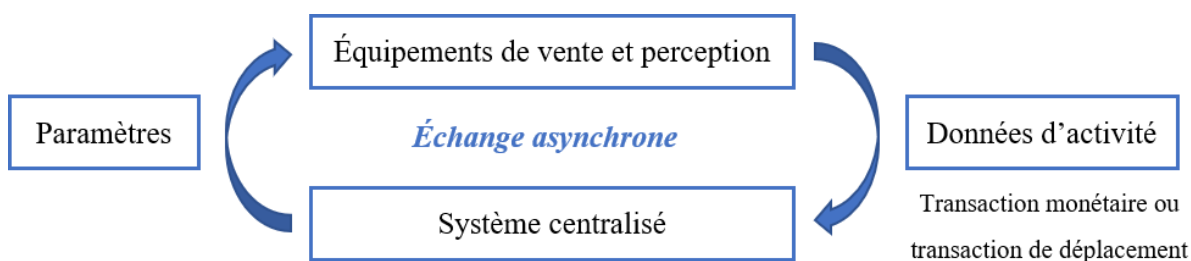 Équipements de vente et perception
Paramètres
Échange asynchrone
Données d’activité
Système centralisé
Transaction monétaire ou
transaction de déplacement